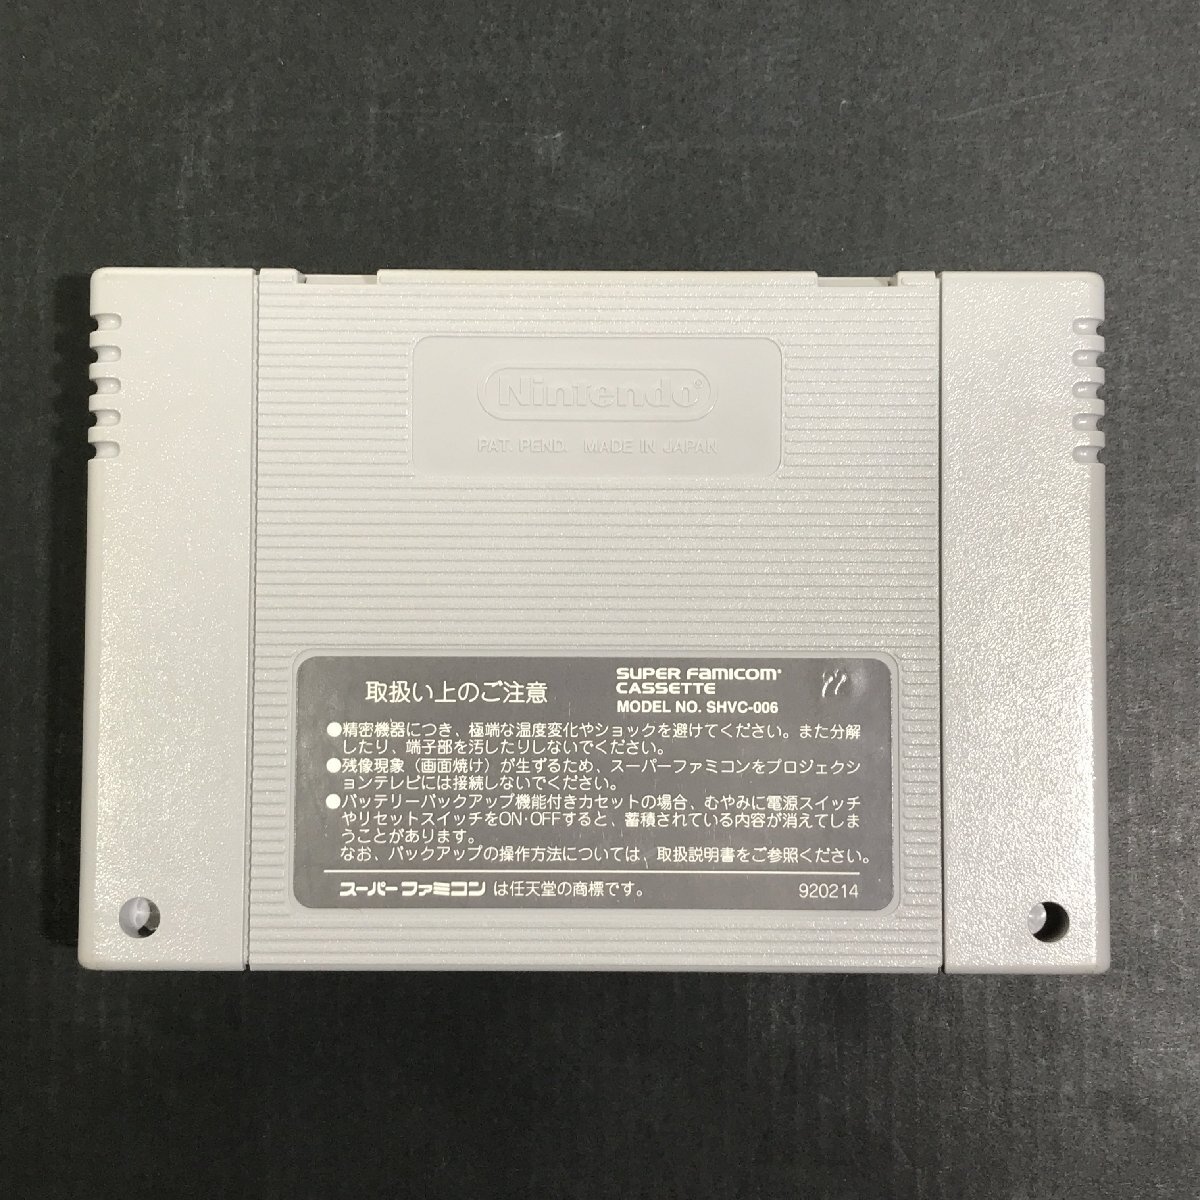 Nintendo®
PAT. PEND. MADE IN JAPAN
取扱い上のご注意
SUPER FAMICOM®
CASSETTE
MODEL NO. SHVC-006
●精密機器につき、極端な温度変化やショックを避けてください。また分解
したり、端子部を汚したりしないでください。
●残像現象（画面焼け）が生ずるため、スーパーファミコンをプロジェクシ
ョンテレビには接続しないでください。
●バッテリーバックアップ機能付きカセットの場合、むやみに電源スイッチ
やリセットスイッチをON・OFFすると、蓄積されている内容が消えてしま
うことがあります。
なお、バックアップの操作方法については、取扱説明書をご参照ください。
スーパーファミコン は任天堂の商標です。
920214